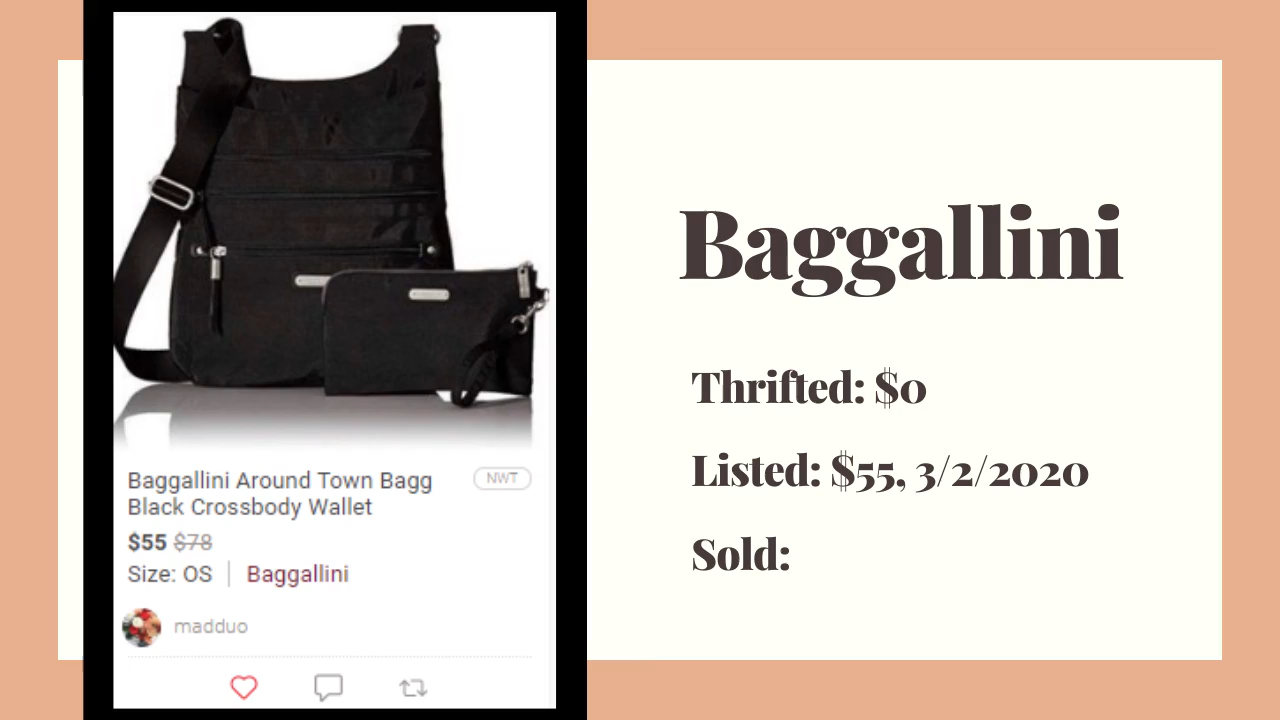 Baggallini Around Town Bagg
NWT
Black Crossbody Wallet
$55 $78
Size: OS | Baggallini
madduo
Baggallini
Thrifted: $0
Listed: $55, 3/2/2020
Sold: